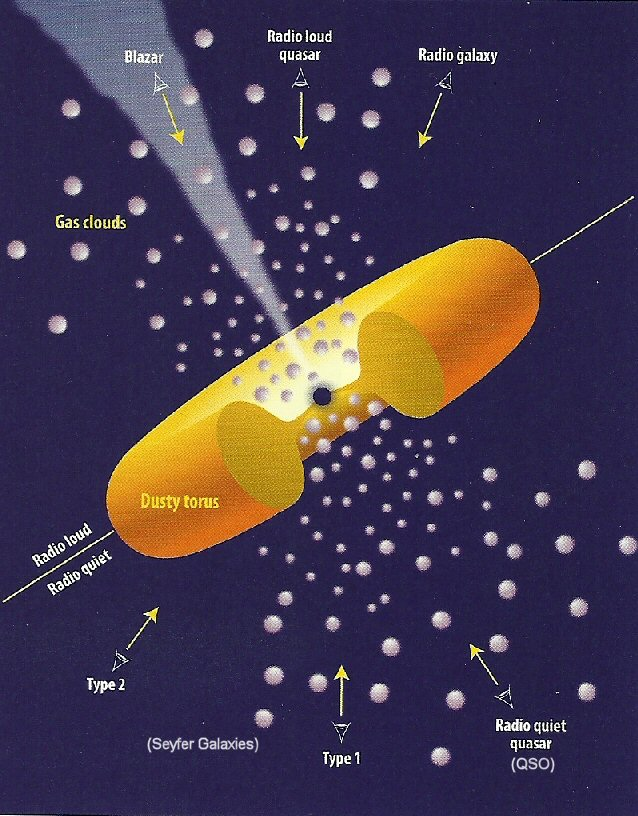 Blazar
Radio loud
quasar
Radio galaxy
Gas clouds
Dusty torus
Radio loud
Radio quiet
Type 2
(Seyfer Galaxies)
Type 1
Radio quiet
quasar
(QSO)